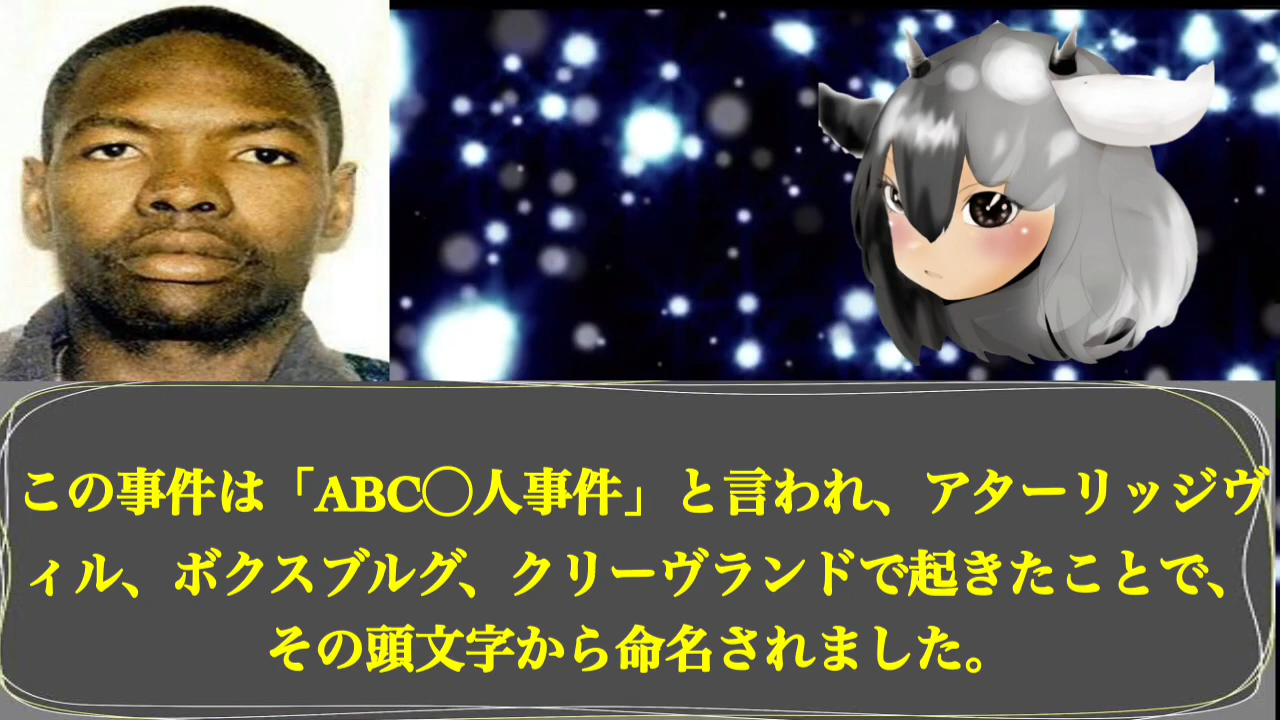 この事件は「ABC◯人事件」と言われ、アターリッジヴ
ィル、ボクスブルグ、クリーヴランドで起きたことで、
その頭文字から命名されました。